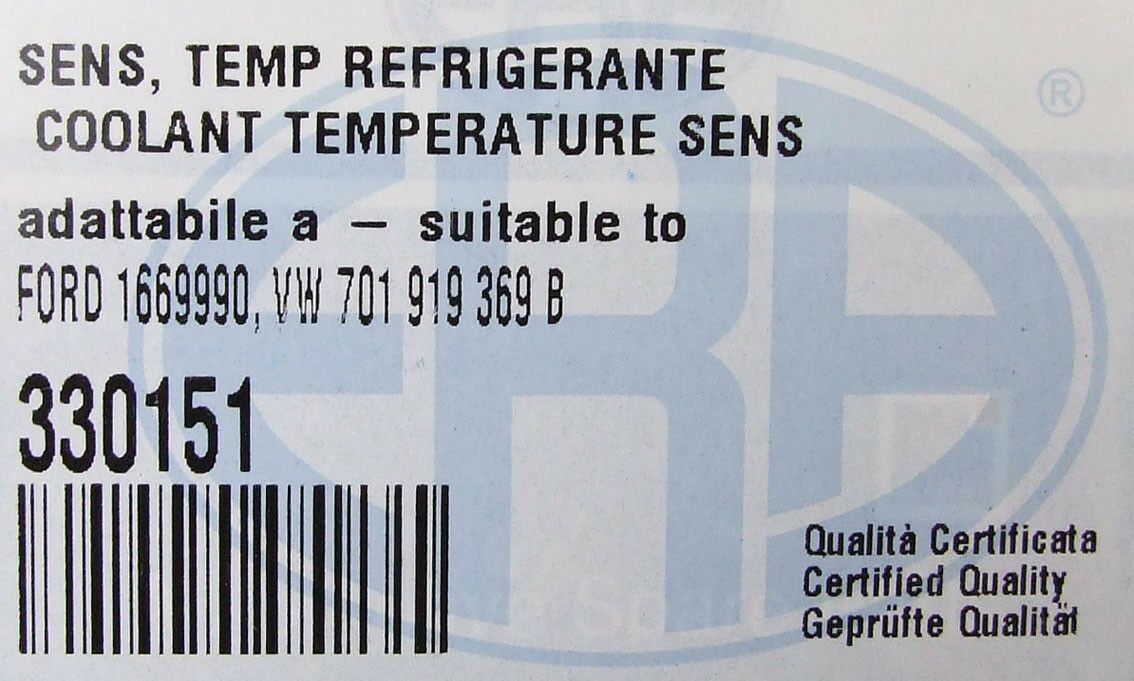 SENS, TEMP REFRIGERANTE
COOLANT TEMPERATURE SENS
adattabile a – suitable to
FORD 1669990, VW 701 919 369 B
330151
ERA ®
Qualità Certificata
Certified Quality
Geprüfte Qualität